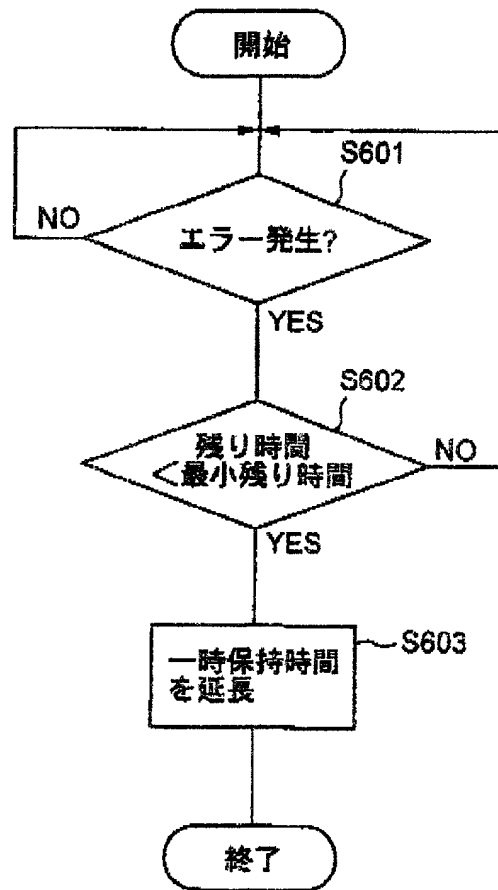 開始
S601
エラー発生?
NO
YES
S602
残り時間
<最小残り時間
NO
YES
S603
一時保持時間
を延長
終了